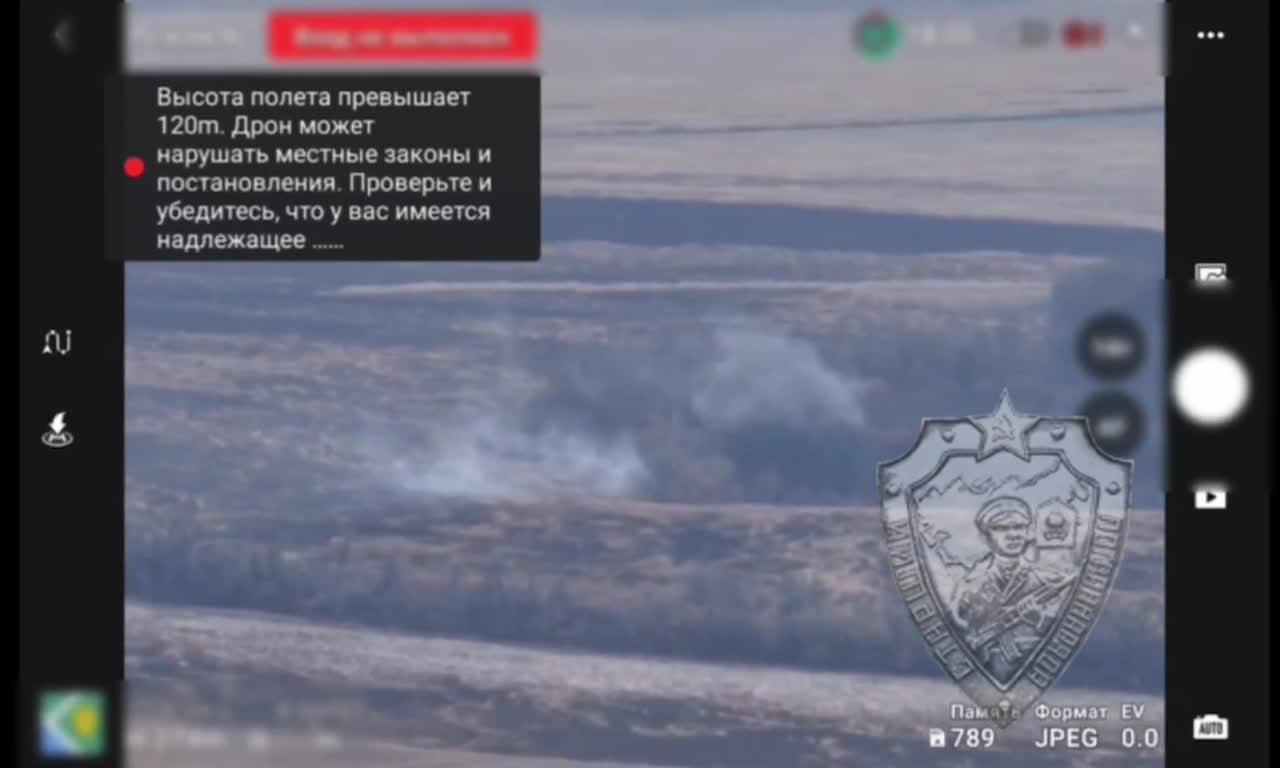 Высота полета превышает
120m. Дрон может
нарушать местные законы и
постановления. Проверьте и
убедитесь, что у вас имеется
надлежащее ......
Память Формат EV
789 JPEG 0.0
AUTO